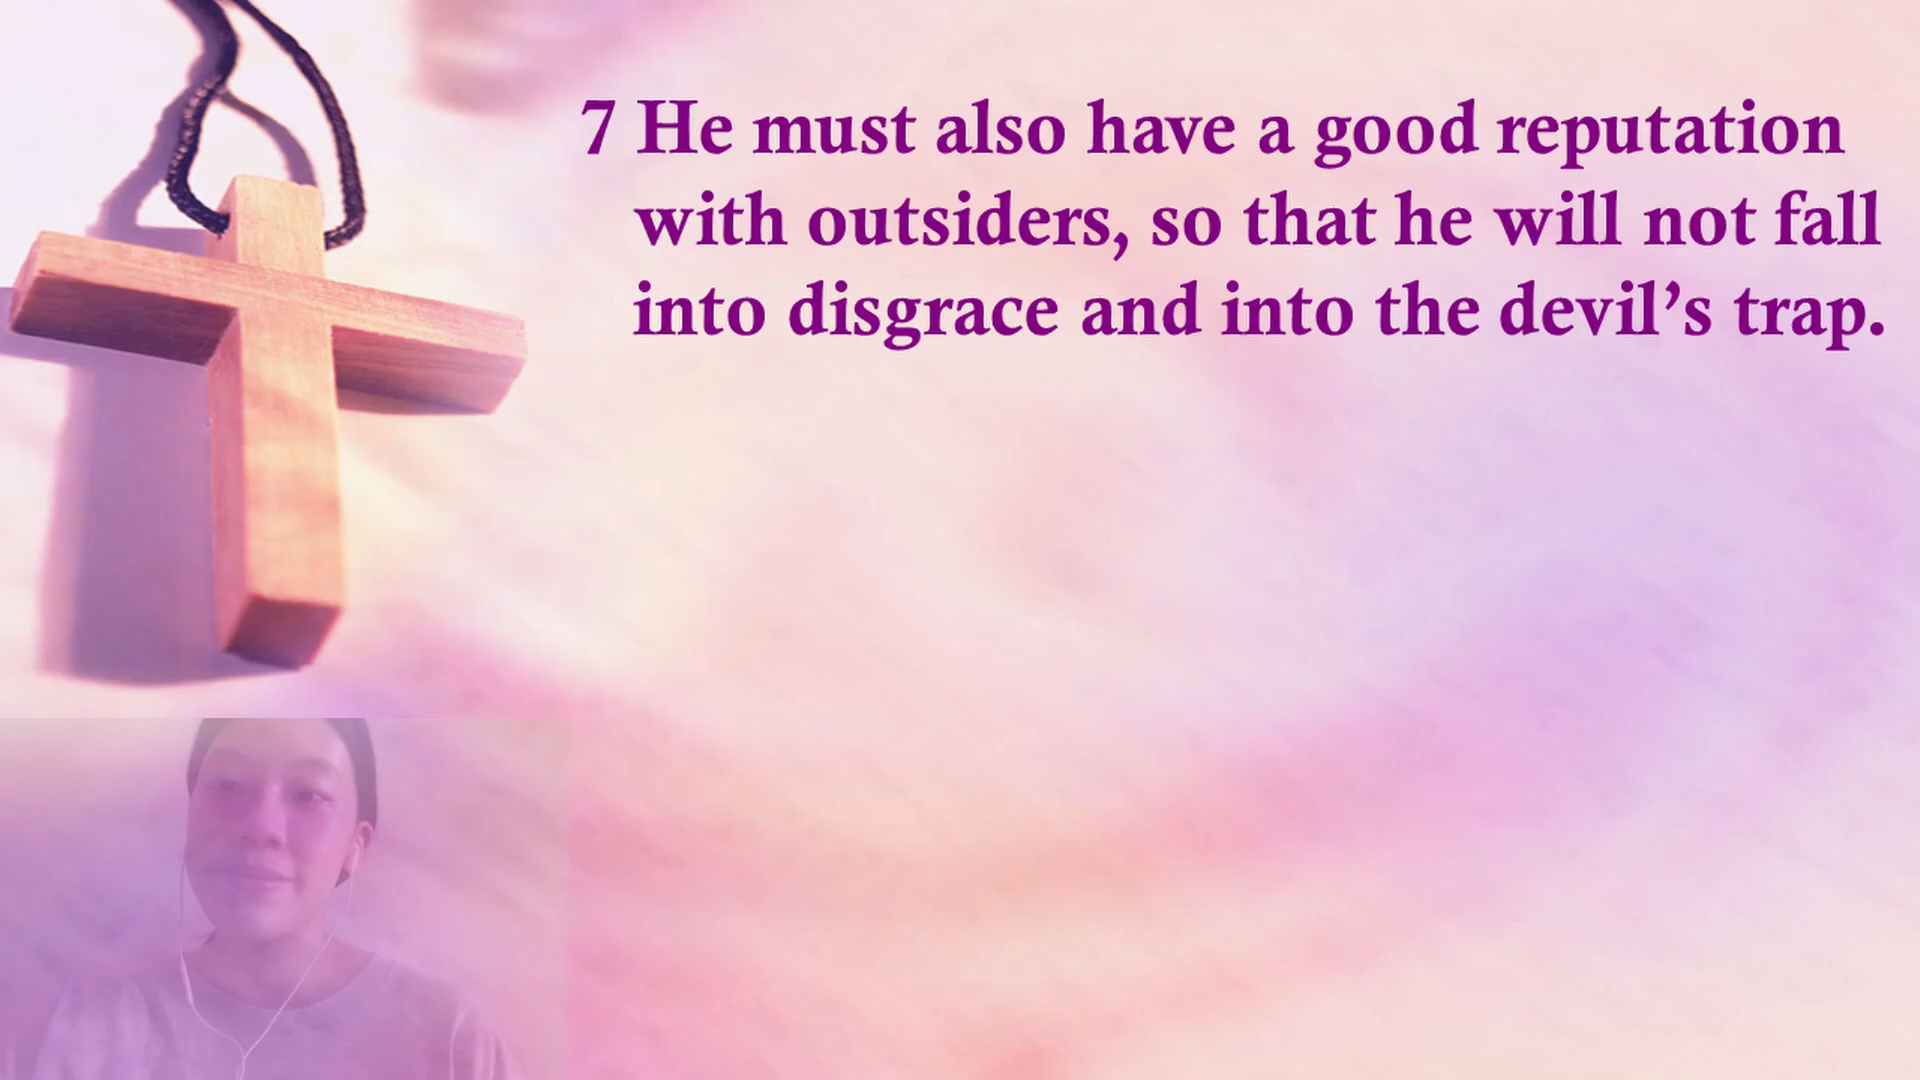 7 He must also have a good reputation
with outsiders, so that he will not fall
into disgrace and into the devil’s trap.